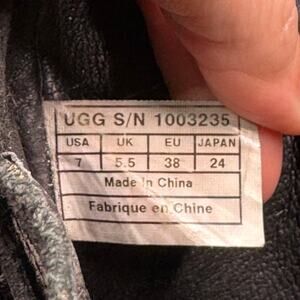 UGG S/N 1003235
USA UK EU JAPAN
7 5.5 38 24
Made In China
Fabrique en Chine